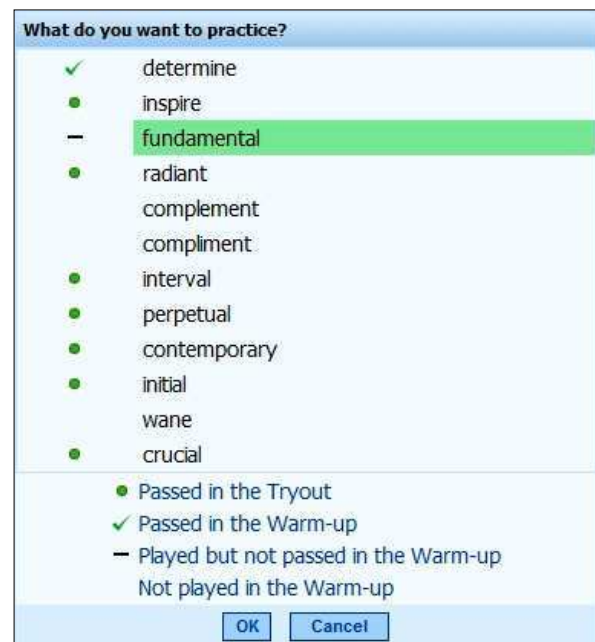 What do you want to practice?
determine
inspire
fundamental
radiant
complement
compliment
interval
perpetual
contemporary
initial
wane
crucial
Passed in the Tryout
Passed in the Warm-up
Played but not passed in the Warm-up
Not played in the Warm-up
OK Cancel